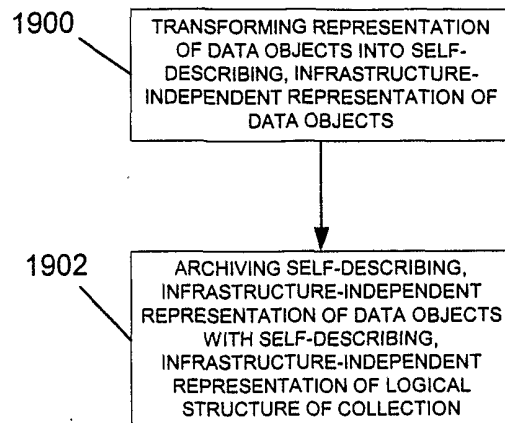 1900
TRANSFORMING REPRESENTATION
OF DATA OBJECTS INTO SELF-
DESCRIBING, INFRASTRUCTURE-
INDEPENDENT REPRESENTATION OF
DATA OBJECTS
1902
ARCHIVING SELF-DESCRIBING,
INFRASTRUCTURE-INDEPENDENT
REPRESENTATION OF DATA OBJECTS
WITH SELF-DESCRIBING,
INFRASTRUCTURE-INDEPENDENT
REPRESENTATION OF LOGICAL
STRUCTURE OF COLLECTION